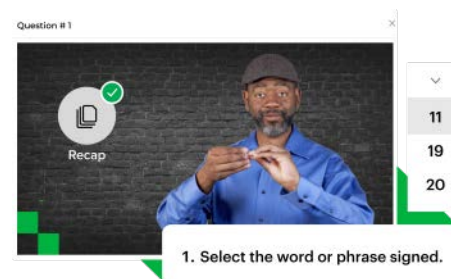 Question # 1
Recap
11
19
20
1. Select the word or phrase signed.